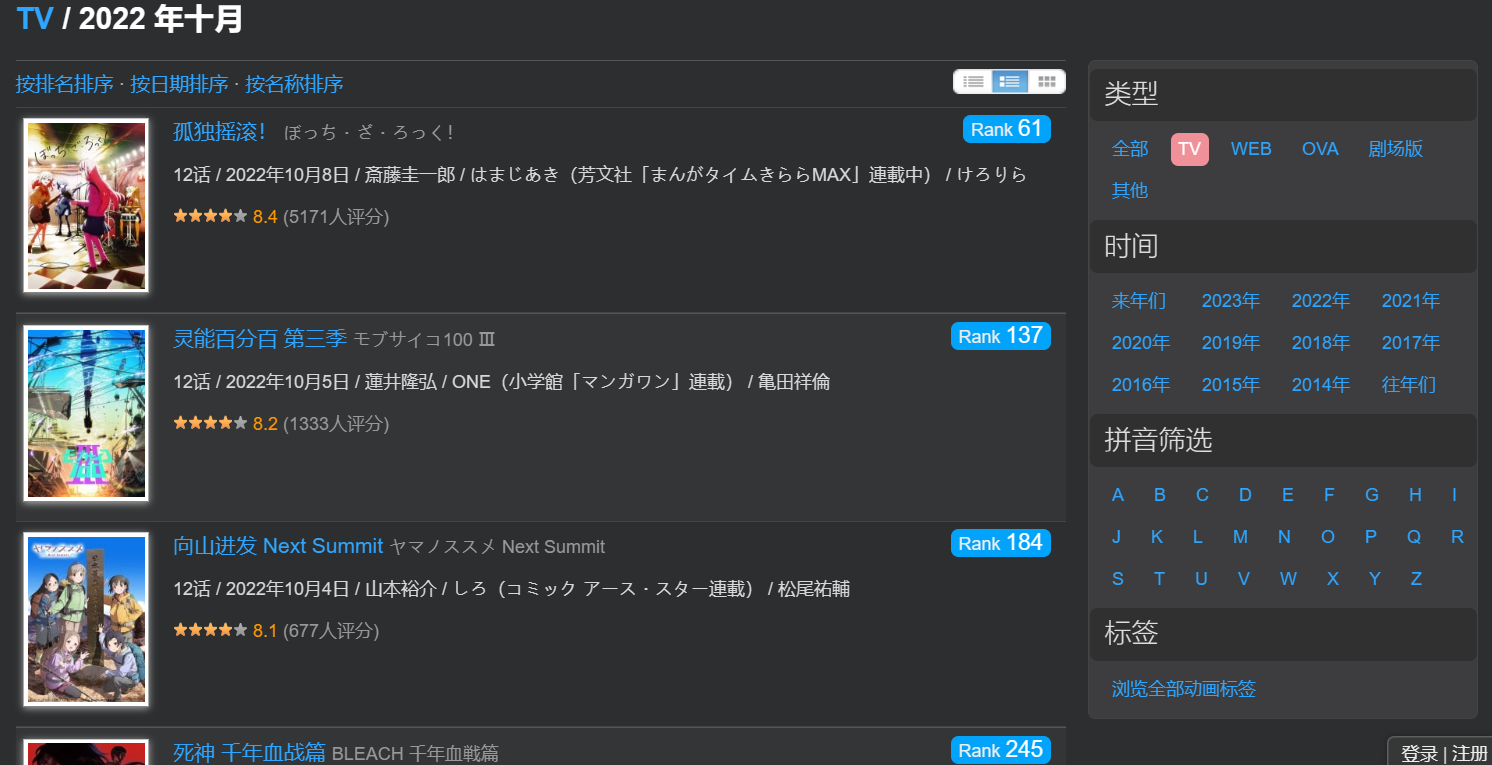 TV / 2022 年十月
按排名排序 · 按日期排序 · 按名称排序
孤独摇滚！ ぼっち・ざ・ろっく！
Rank 61
12话 / 2022年10月8日 / 斎藤圭一郎 / はまじあき（芳文社「まんがタイムきららMAX」連載中） / けろりら
8.4 (5171人评分)
灵能百分百 第三季 モブサイコ100 Ⅲ
Rank 137
12话 / 2022年10月5日 / 蓮井隆弘 / ONE（小学館「マンガワン」連載） / 亀田祥倫
8.2 (1333人评分)
向山进发 Next Summit ヤマノススメ Next Summit
Rank 184
12话 / 2022年10月4日 / 山本裕介 / しろ（コミック アース・スター連載） / 松尾祐輔
8.1 (677人评分)
死神 千年血战篇 BLEACH 千年血戦篇
Rank 245
ぼっち・ざ・ろっく!
ヤマノススメ
类型
全部 TV WEB OVA 剧场版
其他
时间
来年们 2023年 2022年 2021年
2020年 2019年 2018年 2017年
2016年 2015年 2014年 往年们
拼音筛选
A B C D E F G H I
J K L M N O P Q R
S T U V W X Y Z
标签
浏览全部动画标签
登录 | 注册